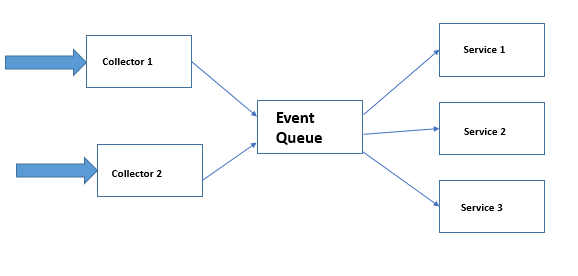 Collector 1
Collector 2
Event
Queue
Service 1
Service 2
Service 3